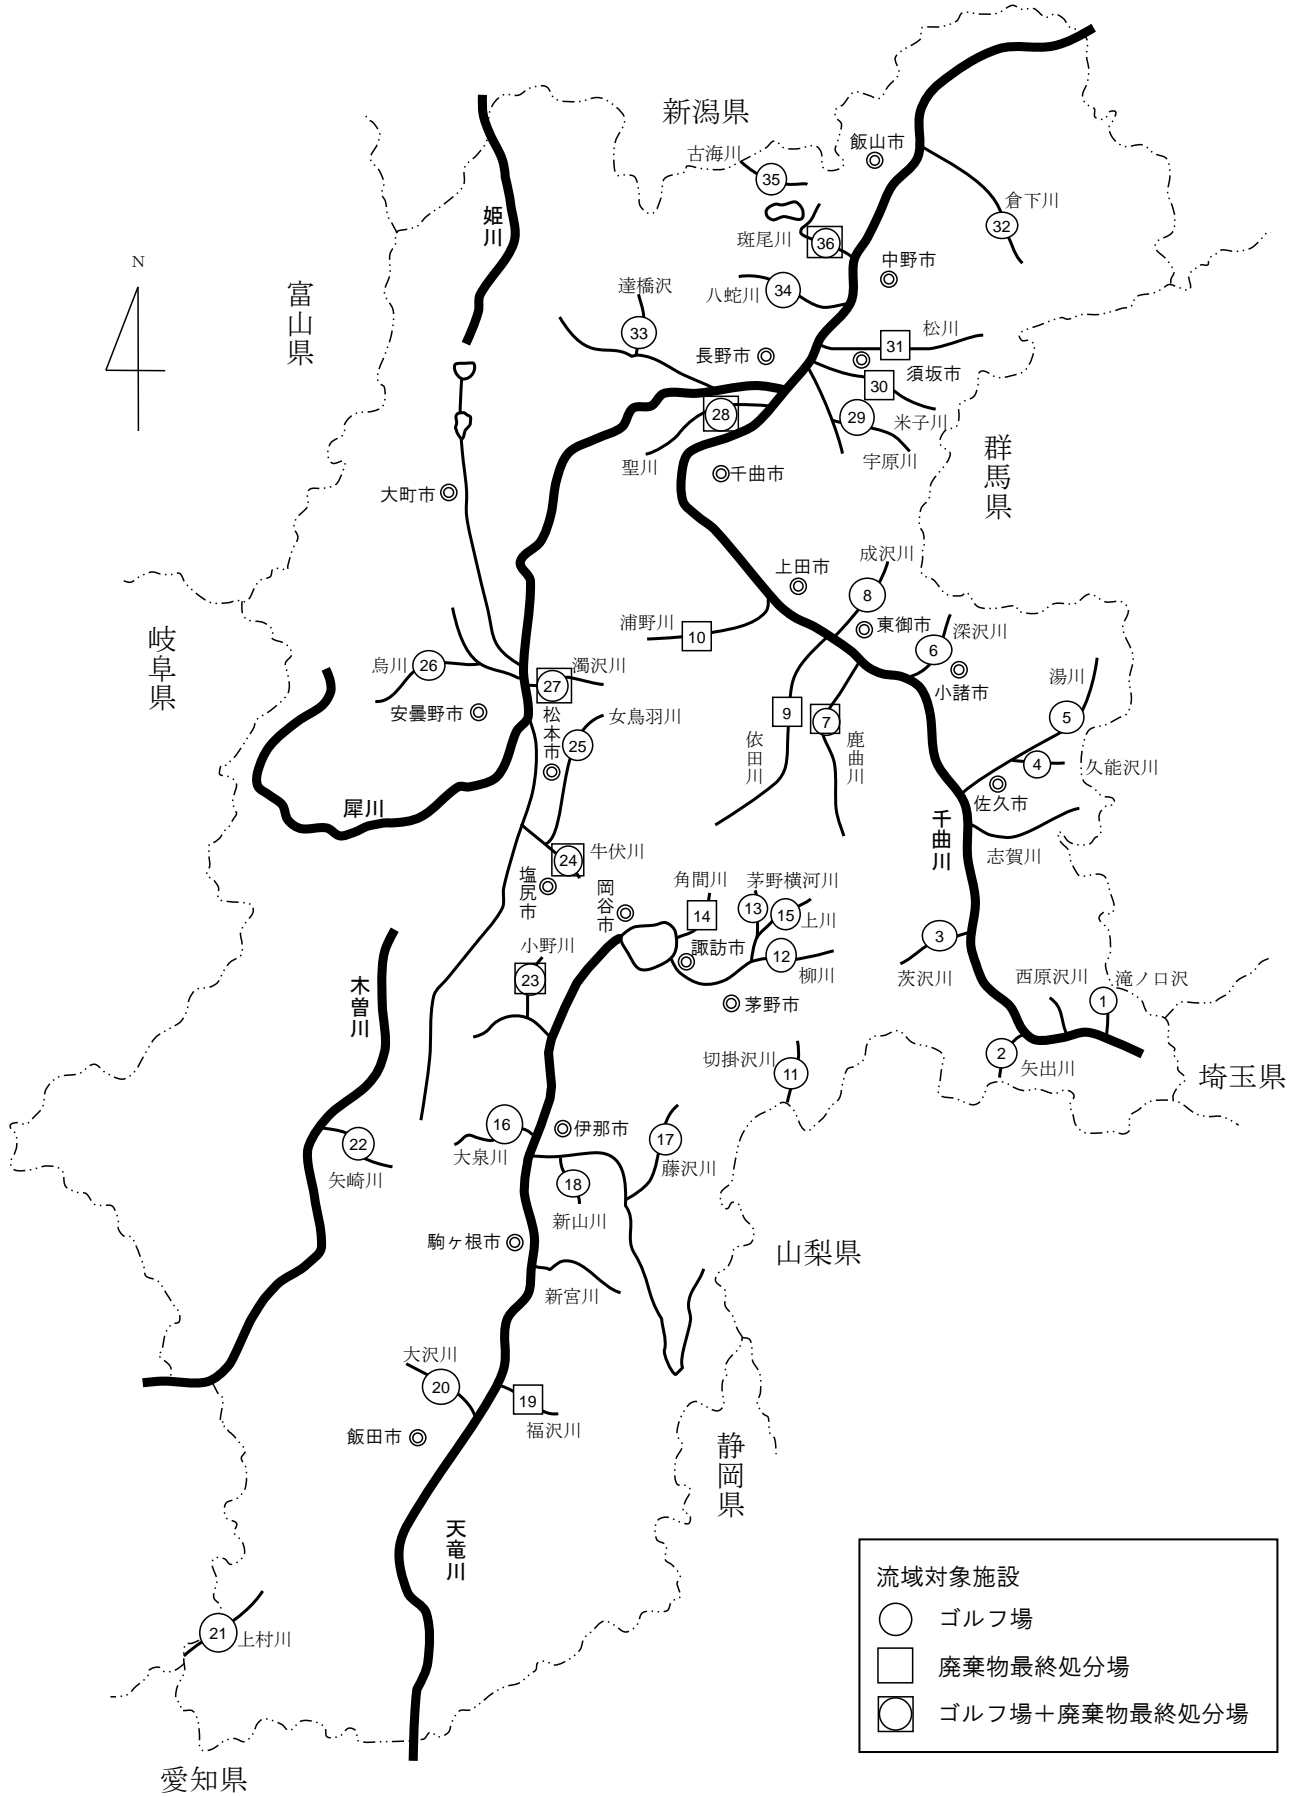 新潟県
古海川
飯山市
35
倉下川
32
姫川
斑尾川
36
中野市
N
達橋沢
八蛇川
34
富山県
33
松川
31
長野市
須坂市
30
28
29
米子川
聖川
宇原川
千曲市
群馬県
大町市
成沢川
上田市
8
浦野川
10
東御市
深沢川
6
岐阜県
烏川
26
濁沢川
27
小諸市
湯川
安曇野市
松本市
女鳥羽川
25
9
7
5
依田川
鹿曲川
4
久能沢川
佐久市
犀川
千曲川
志賀川
牛伏川
24
塩尻市
岡谷市
角間川
茅野横河川
14
13
15
上川
小野川
諏訪市
12
柳川
3
茨沢川
23
木曽川
茅野市
西原沢川
滝ノ口沢
1
切掛沢川
11
2
矢出川
埼玉県
16
伊那市
17
大泉川
藤沢川
22
矢崎川
18
新山川
駒ヶ根市
山梨県
新宮川
大沢川
20
19
福沢川
飯田市
静岡県
天竜川
流域対象施設
ゴルフ場
廃棄物最終処分場
ゴルフ場＋廃棄物最終処分場
21
上村川
愛知県